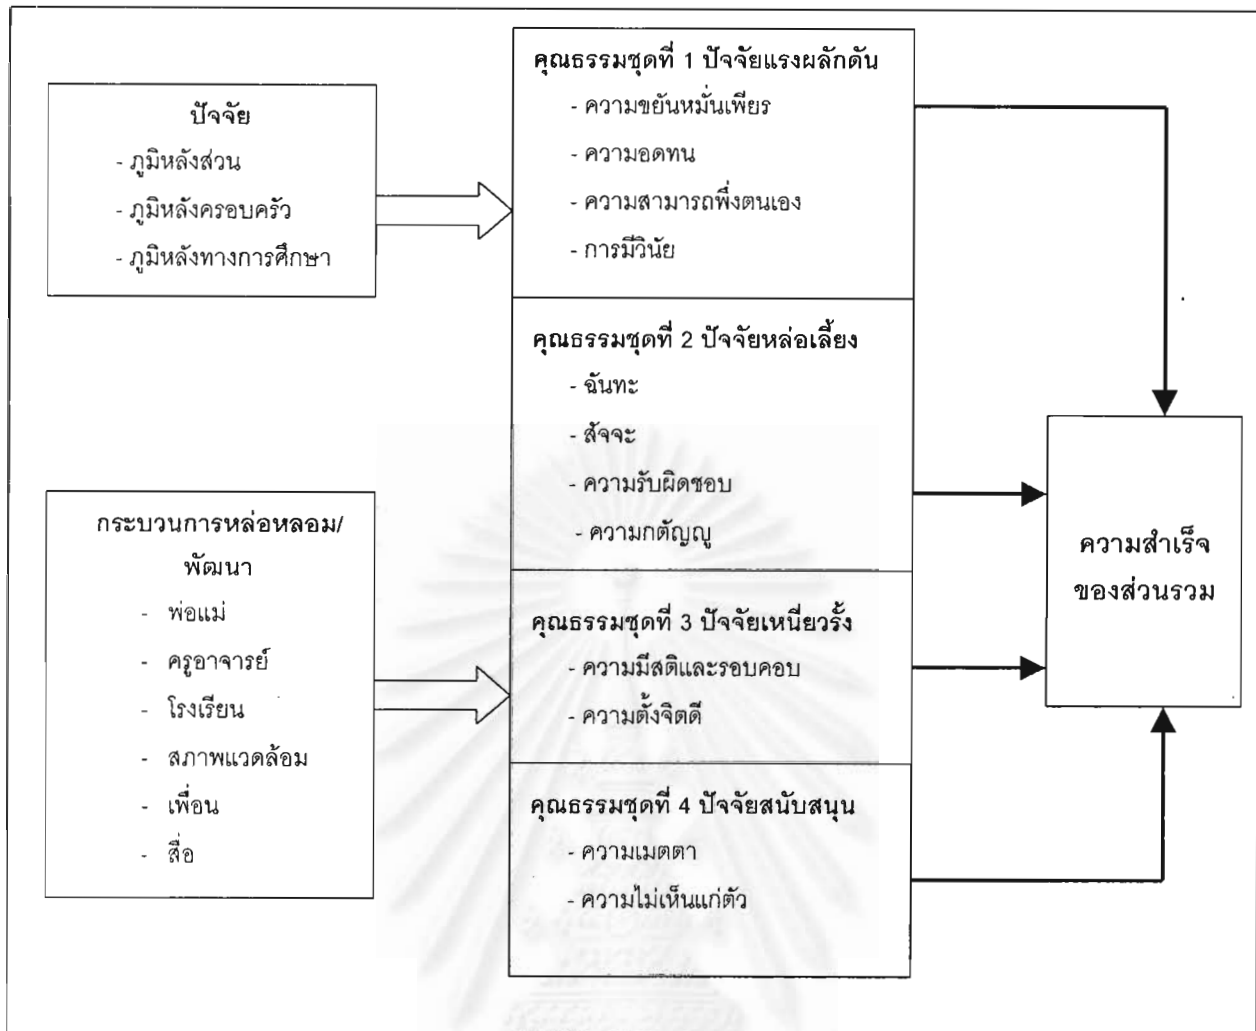 ปัจจัย
- ภูมิหลังส่วน
- ภูมิหลังครอบครัว
- ภูมิหลังทางการศึกษา
กระบวนการหล่อหลอม/
พัฒนา
- พ่อแม่
- ครูอาจารย์
- โรงเรียน
- สภาพแวดล้อม
- เพื่อน
- สื่อ
คุณธรรมชุดที่ 1 ปัจจัยแรงผลักดัน
- ความขยันหมั่นเพียร
- ความอดทน
- ความสามารถพึ่งตนเอง
- การมีวินัย
คุณธรรมชุดที่ 2 ปัจจัยหล่อเลี้ยง
- ฉันทะ
- สัจจะ
- ความรับผิดชอบ
- ความกตัญญู
คุณธรรมชุดที่ 3 ปัจจัยเหนี่ยวรั้ง
- ความมีสติและรอบคอบ
- ความตั้งจิตดี
คุณธรรมชุดที่ 4 ปัจจัยสนับสนุน
- ความเมตตา
- ความไม่เห็นแก่ตัว
ความสำเร็จ
ของส่วนรวม